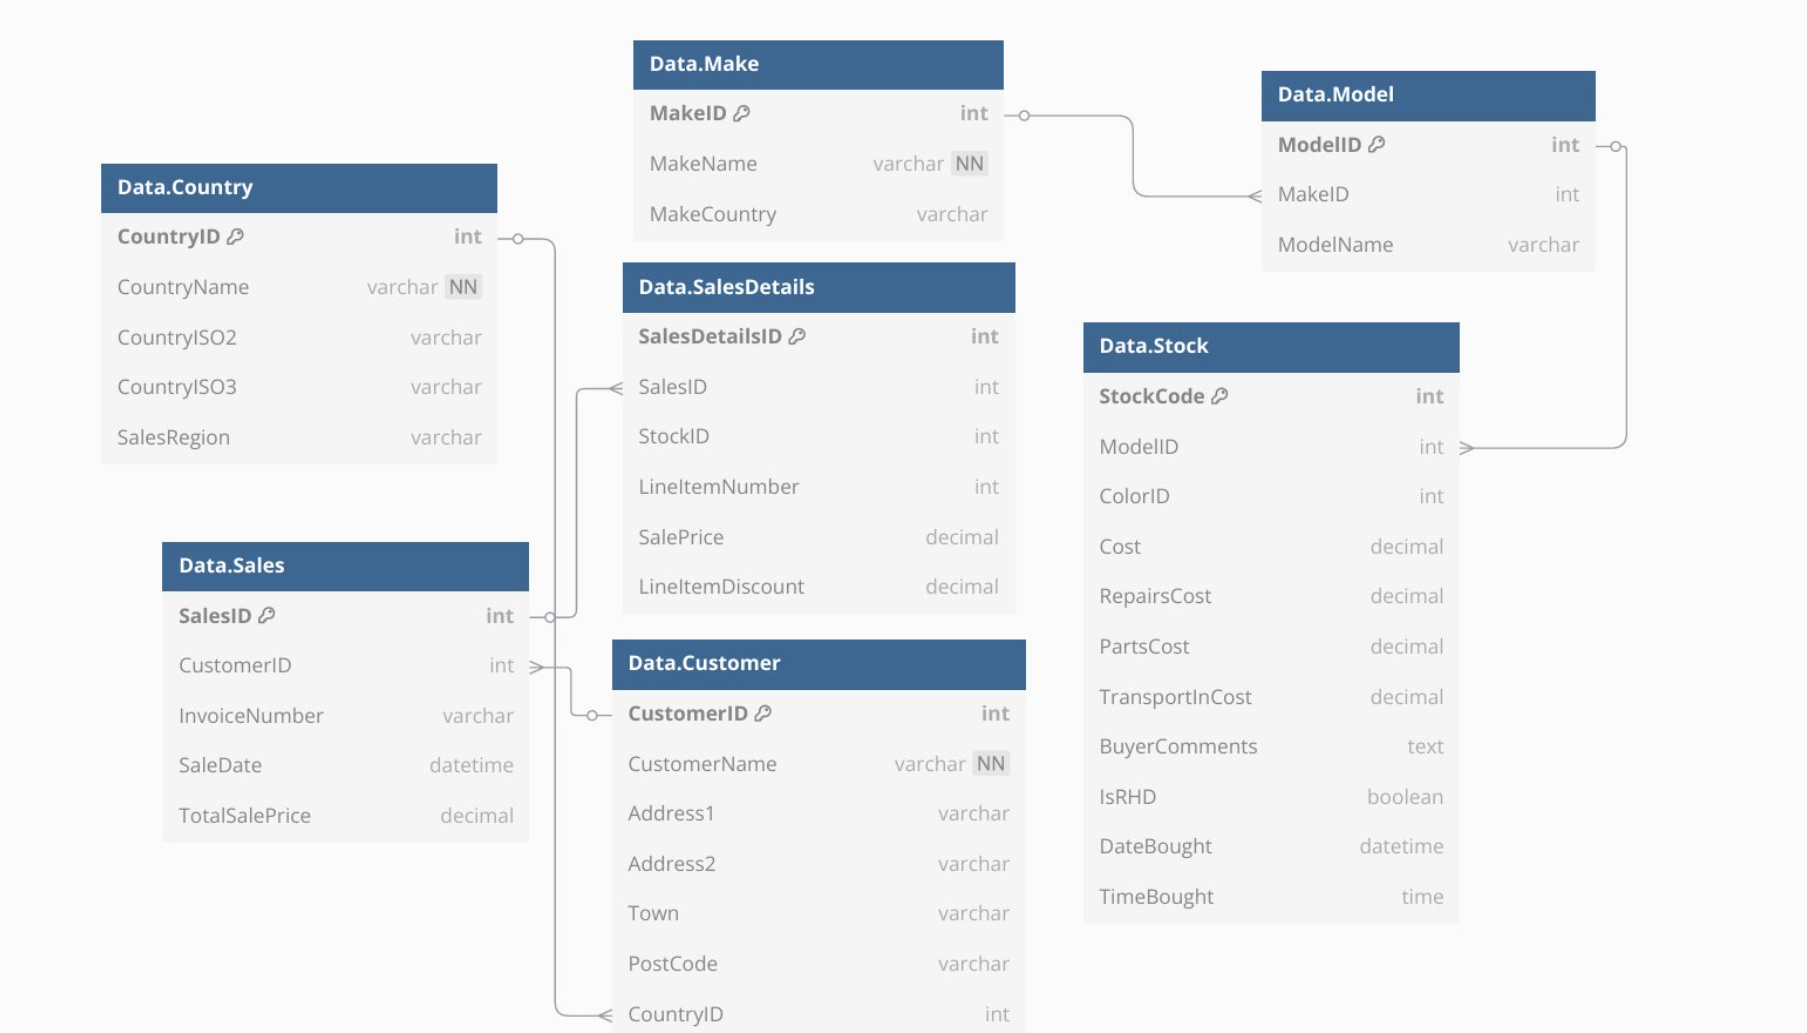 Data.Make
MakeID int
MakeName varchar NN
MakeCountry varchar
Data.Model
ModelID int
MakeID int
ModelName varchar
Data.Country
CountryID int
CountryName varchar NN
CountryISO2 varchar
CountryISO3 varchar
SalesRegion varchar
Data.SalesDetails
SalesDetailsID int
SalesID int
StockID int
LineItemNumber int
SalePrice decimal
LineItemDiscount decimal
Data.Stock
StockCode int
ModelID int
ColorID int
Cost decimal
RepairsCost decimal
PartsCost decimal
TransportInCost decimal
BuyerComments text
IsRHD boolean
DateBought datetime
TimeBought time
Data.Sales
SalesID int
CustomerID int
InvoiceNumber varchar
SaleDate datetime
TotalSalePrice decimal
Data.Customer
CustomerID int
CustomerName varchar NN
Address1 varchar
Address2 varchar
Town varchar
PostCode varchar
CountryID int